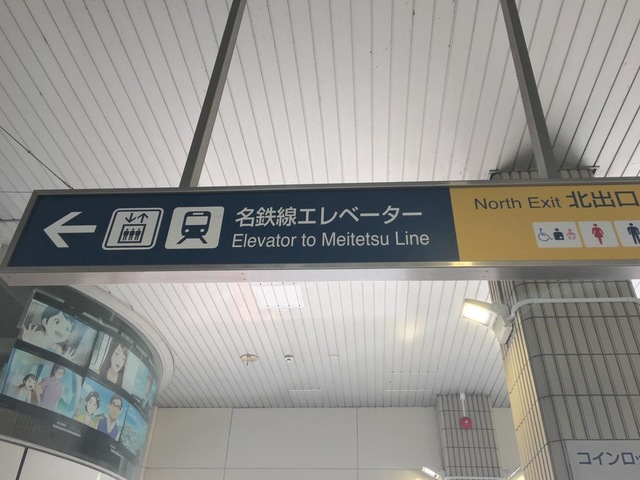 名鉄線エレベーター
Elevator to Meitetsu Line
North Exit 北出口
コインロッ